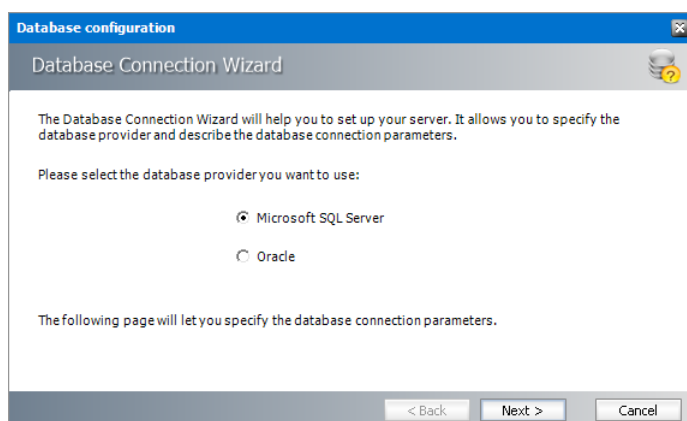 Database configuration
Database Connection Wizard
The Database Connection Wizard will help you to set up your server. It allows you to specify the
database provider and describe the database connection parameters.
Please select the database provider you want to use:
Microsoft SQL Server
Oracle
The following page will let you specify the database connection parameters.
< Back
Next >
Cancel